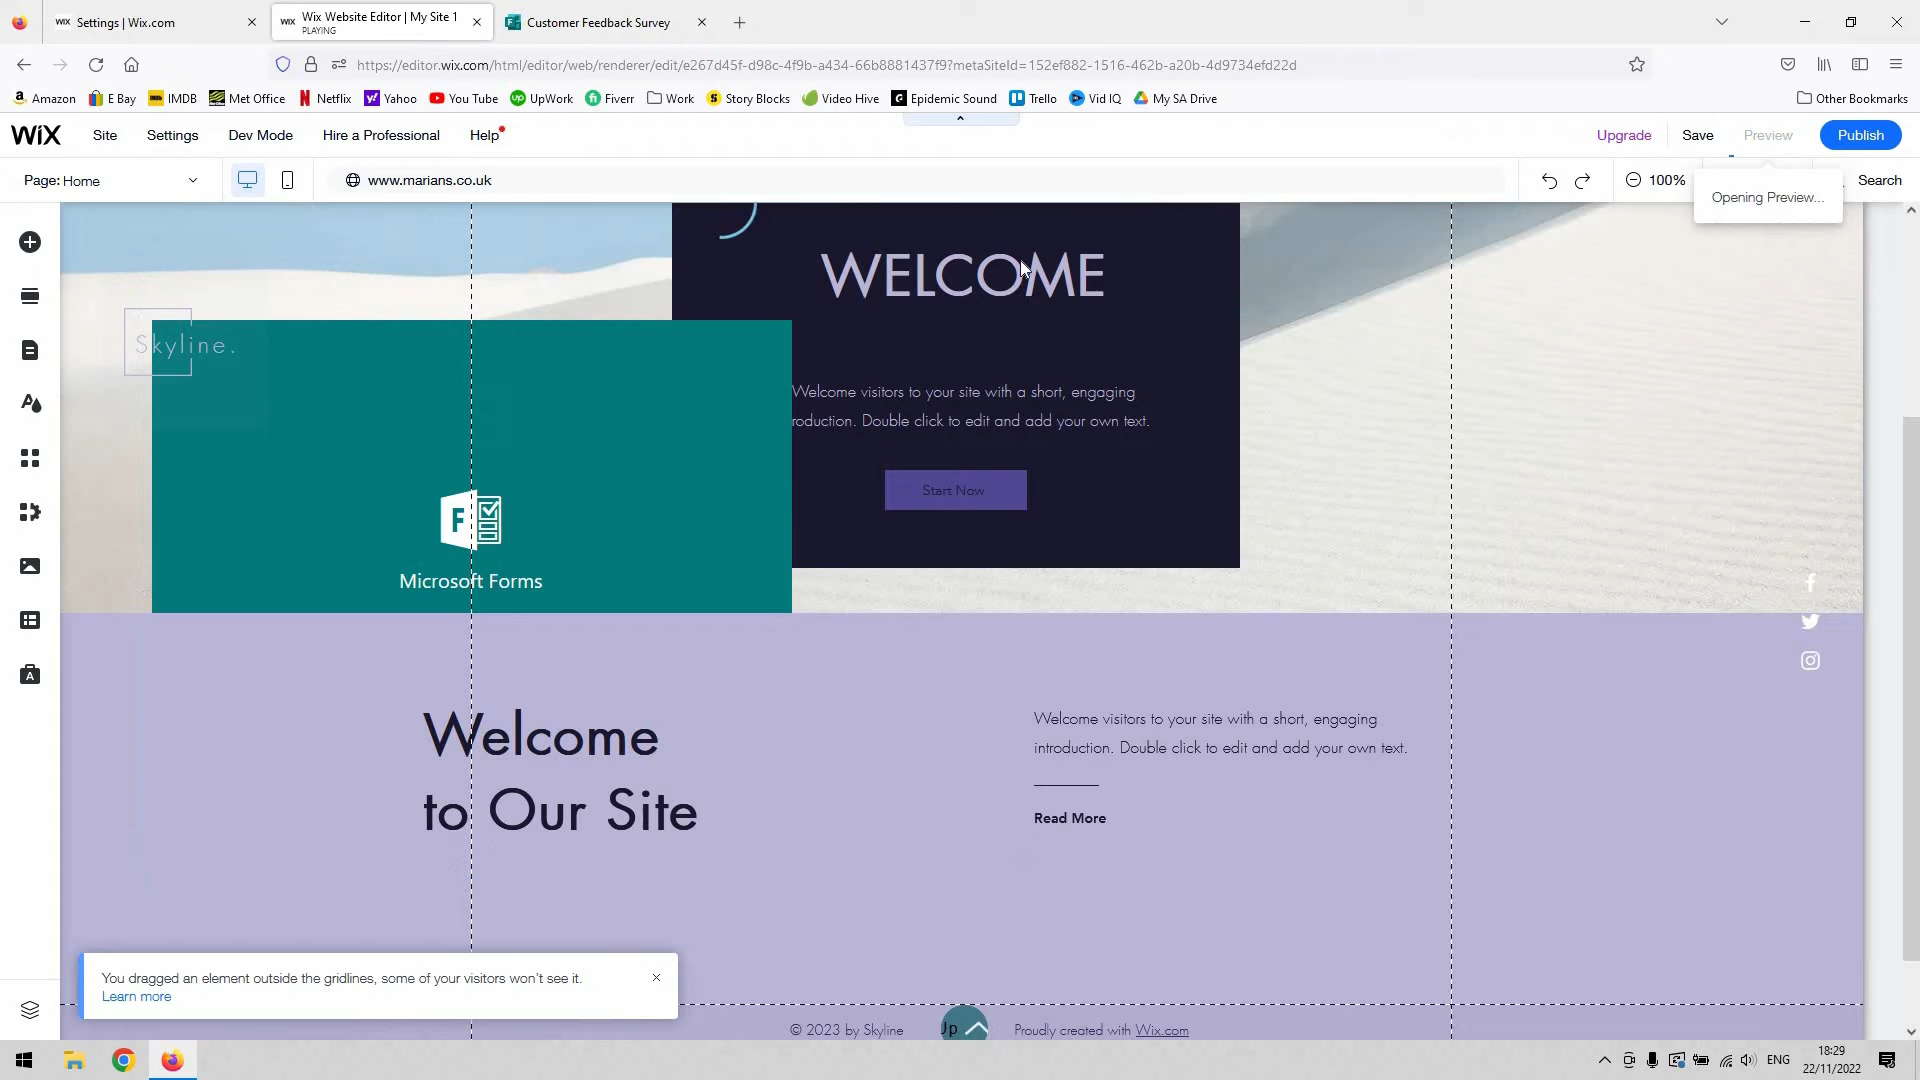 Settings | Wix.com
Wix Website Editor | My Site 1
PLAYING
Customer Feedback Survey
https://editor.wix.com/html/editor/web/renderer/edit/e267d45f-d98c-4f9b-a434-66b8881437f9?metaSiteId=152ef882-1516-462b-a20b-4d9734efd22d
Amazon
E Bay
IMDB
Met Office
Netflix
Yahoo
You Tube
UpWork
Fiverr
Work
Story Blocks
Video Hive
Epidemic Sound
Trello
Vid IQ
My SA Drive
Other Bookmarks
WiX
Site
Settings
Dev Mode
Hire a Professional
Help
Upgrade
Save
Preview
Publish
Page: Home
www.marians.co.uk
100%
Search
Opening Preview...
WELCOME
Skyline.
Welcome visitors to your site with a short, engaging
roduction. Double click to edit and add your own text.
Start Now
F
Microsoft Forms
Welcome
to Our Site
Welcome visitors to your site with a short, engaging
introduction. Double click to edit and add your own text.
Read More
You dragged an element outside the gridlines, some of your visitors won't see it.
Learn more
© 2023 by Skyline
Up
Proudly created with Wix.com
ENG
18:29
22/11/2022